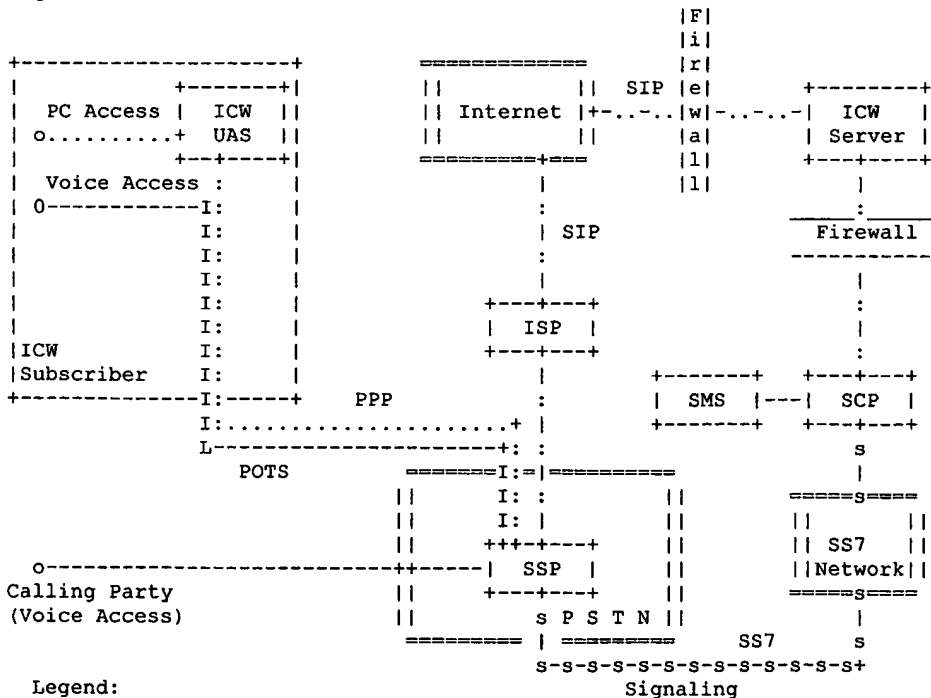 Firewall
SIP
PC Access ICW UAS
Internet
ICW Server
Voice Access
SIP
Firewall
ISP
ICW Subscriber
PPP
SMS
SCP
POTS
SS7 Network
SSP
Calling Party
(Voice Access)
P S T N
SS7
s-s-s-s-s-s-s-s-s-s-s-s-s+
Legend:
Signaling